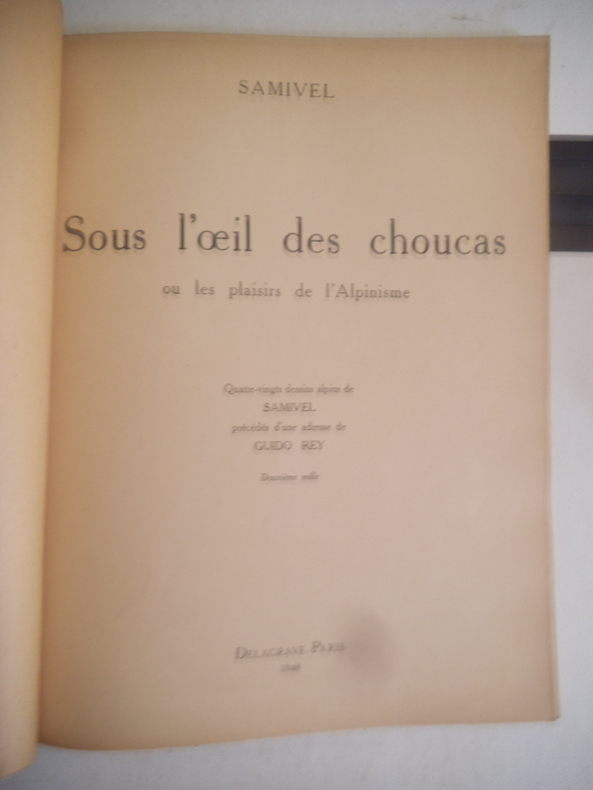 SAMIVEL
Sous l'œil des choucas
ou les plaisirs de l'Alpinisme
Quatre-vingts dessins alpins de
SAMIVEL
précédés d'une adresse de
GUIDO REY
mille
DELAGRAVE-PARIS